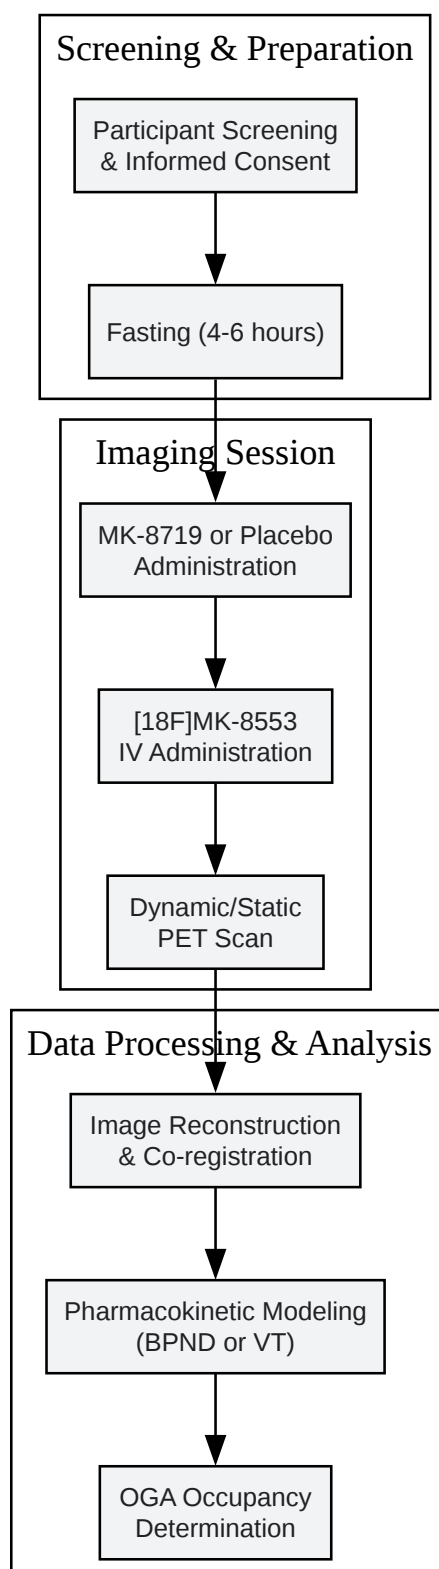 Screening & Preparation
Participant Screening
& Informed Consent
Fasting (4-6 hours)
Imaging Session
MK-8719 or Placebo
Administration
[18F]MK-8553
IV Administration
Dynamic/Static
PET Scan
Data Processing & Analysis
Image Reconstruction
& Co-registration
Pharmacokinetic Modeling
(BPND or VT)
OGA Occupancy
Determination